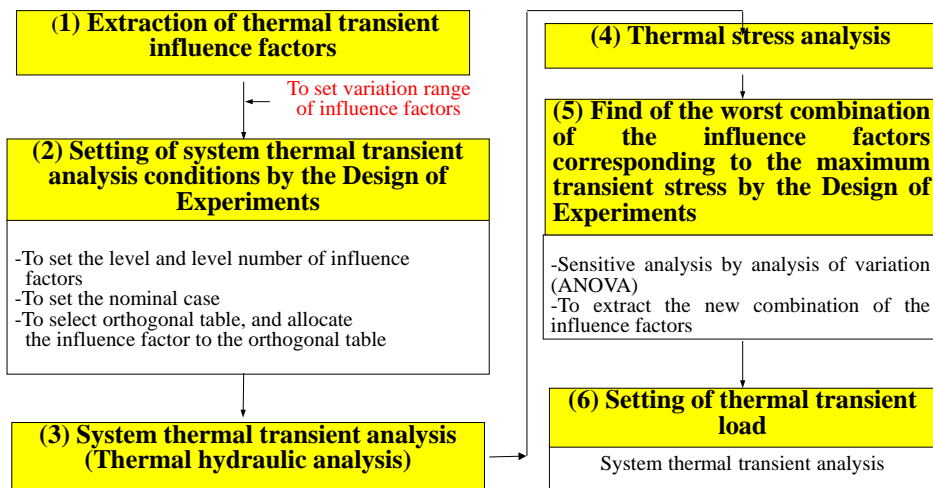 (1) Extraction of thermal transient
influence factors
To set variation range
of influence factors
(2) Setting of system thermal transient
analysis conditions by the Design of
Experiments
-To set the level and level number of influence
factors
-To set the nominal case
-To select orthogonal table, and allocate
the influence factor to the orthogonal table
(3) System thermal transient analysis
(Thermal hydraulic analysis)
(4) Thermal stress analysis
(5) Find of the worst combination
of the influence factors
corresponding to the maximum
transient stress by the Design of
Experiments
-Sensitive analysis by analysis of variation
(ANOVA)
-To extract the new combination of the
influence factors
(6) Setting of thermal transient
load
System thermal transient analysis